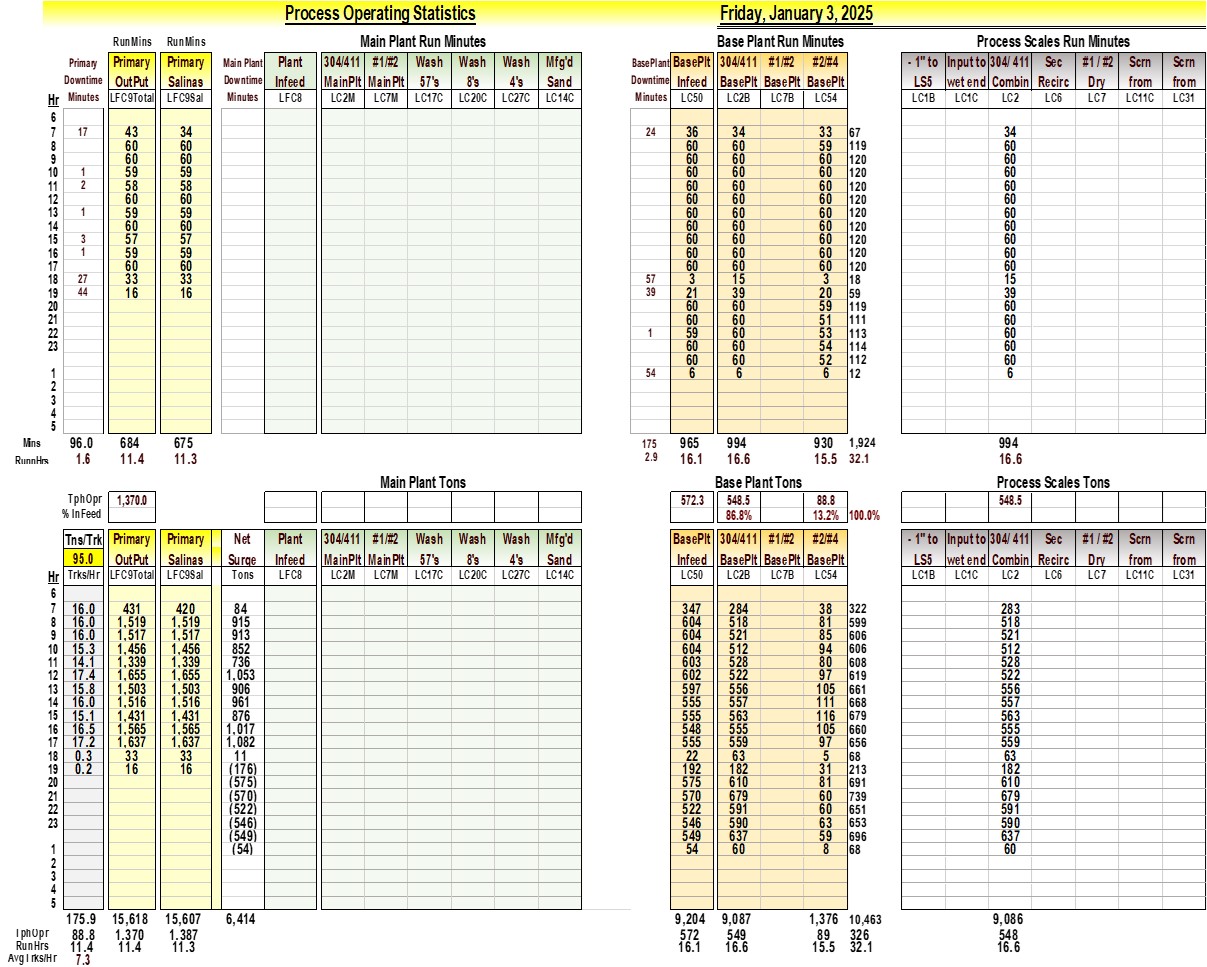 Process Operating Statistics Friday, January 3, 2025
RunMins RunMins Main Plant Run Minutes Base Plant Run Minutes Process Scales Run Minutes
Primary Primary Primary Main Plant Plant 304/411 #1/#2 Wash Wash Wash Mfg'd BasePlant BasePlt 304/411 #1/#2 #2/#4 - 1" to Input to 304/ 411 Sec #1 / #2 Scrn Scrn
Downtime OutPut Salinas Downtime Infeed MainPlt MainPlt 57's 8's 4's Sand Downtime Infeed BasePlt BasePlt BasePlt LS5 wet end Combin Recirc Dry from from
Hr Minutes LFC9Total LFC9Sal Minutes LFC8 LC2M LC7M LC17C LC20C LC27C LC14C Minutes LC50 LC2B LC7B LC54 LC1B LC1C LC2 LC6 LC7 LC11C LC31
6
7 17 43 34 24 36 34 33 67 34
8 60 60 60 60 59 119 60
9 60 60 60 60 60 120 60
10 1 59 59 60 60 60 120 60
11 2 58 58 60 60 60 120 60
12 60 60 60 60 60 120 60
13 1 59 59 60 60 60 120 60
14 60 60 60 60 60 120 60
15 3 57 57 60 60 60 120 60
16 1 59 59 60 60 60 120 60
17 60 60 60 60 60 120 60
18 27 33 33 57 3 15 3 18 15
19 44 16 16 39 21 39 20 59 39
20 60 60 59 119 60
21 60 60 51 111 60
22 1 59 60 53 113 60
23 60 60 54 114 60
60 60 52 112 60
1 54 6 6 6 12 6
2
3
4
5
Mins 96.0 684 675 175 965 994 930 1,924 994
RunnHrs 1.6 11.4 11.3 2.9 16.1 16.6 15.5 32.1 16.6
Main Plant Tons Base Plant Tons Process Scales Tons
TphOpr 1,370.0 572.3 548.5 88.8 548.5
% InFeed 86.8% 13.2% 100.0%
Tns/Trk Primary Primary Net Plant 304/411 #1/#2 Wash Wash Wash Mfg'd BasePlt 304/411 #1/#2 #2/#4 - 1" to Input to 304/ 411 Sec #1 / #2 Scrn Scrn
95.0 OutPut Salinas Surge Infeed MainPlt MainPlt 57's 8's 4's Sand Infeed BasePlt BasePlt BasePlt LS5 wet end Combin Recirc Dry from from
Hr Trks/Hr LFC9Total LFC9Sal Tons LFC8 LC2M LC7M LC17C LC20C LC27C LC14C LC50 LC2B LC7B LC54 LC1B LC1C LC2 LC6 LC7 LC11C LC31
6
7 16.0 431 420 84 347 284 38 322 283
8 16.0 1,519 1,519 915 604 518 81 599 518
9 16.0 1,517 1,517 913 604 521 85 606 521
10 15.3 1,456 1,456 852 604 512 94 606 512
11 14.1 1,339 1,339 736 603 528 80 608 528
12 17.4 1,655 1,655 1,053 602 522 97 619 522
13 15.8 1,503 1,503 906 597 556 105 661 556
14 16.0 1,516 1,516 961 555 557 111 668 557
15 15.1 1,431 1,431 876 555 563 116 679 563
16 16.5 1,565 1,565 1,017 548 555 105 660 555
17 17.2 1,637 1,637 1,082 555 559 97 656 559
18 0.3 33 33 11 22 63 5 68 63
19 0.2 16 16 (176) 192 182 31 213 182
20 (575) 575 610 81 691 610
21 (570) 570 679 60 739 679
22 (522) 522 591 60 651 591
23 (546) 546 590 63 653 590
(549) 549 637 59 696 637
1 (54) 54 60 8 68 60
2
3
4
5
175.9 15,618 15,607 6,414 9,204 9,087 1,376 10,463 9,086
TphOpr 88.8 1,370 1,387 572 549 89 326 548
RunHrs 11.4 11.4 11.3 16.1 16.6 15.5 32.1 16.6
AvgTrks/Hr 7.3